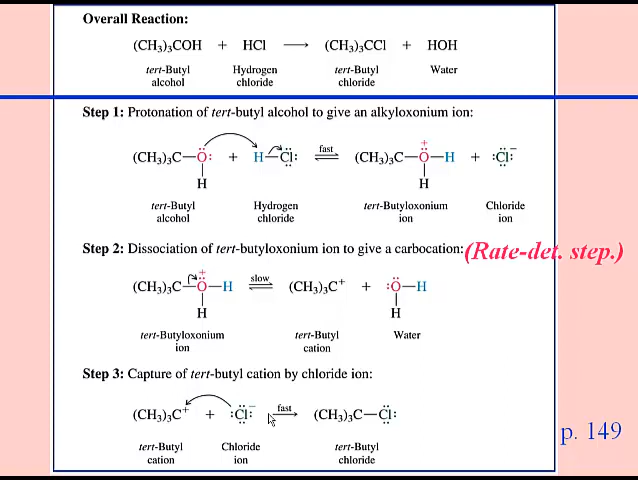 Overall Reaction:
(CH₃)₃COH + HCl ⟶ (CH₃)₃CCl + HOH
tert-Butyl Hydrogen tert-Butyl Water
alcohol chloride chloride
Step 1: Protonation of tert-butyl alcohol to give an alkyloxonium ion:
+
fast
(CH₃)₃C—Ö: + H—C̈l: ⇌ (CH₃)₃C—Ö—H + :C̈l:⁻
H H
tert-Butyl Hydrogen tert-Butyloxonium Chloride
alcohol chloride ion ion
Step 2: Dissociation of tert-butyloxonium ion to give a carbocation: (Rate-det. step.)
+
slow
(CH₃)₃C—Ö—H ⇌ (CH₃)₃C⁺ + :Ö—H
H H
tert-Butyloxonium tert-Butyl Water
ion cation
Step 3: Capture of tert-butyl cation by chloride ion:
fast
(CH₃)₃C⁺ + :C̈l:⁻ ⟶ (CH₃)₃C—C̈l:
p. 149
tert-Butyl Chloride tert-Butyl
cation ion chloride